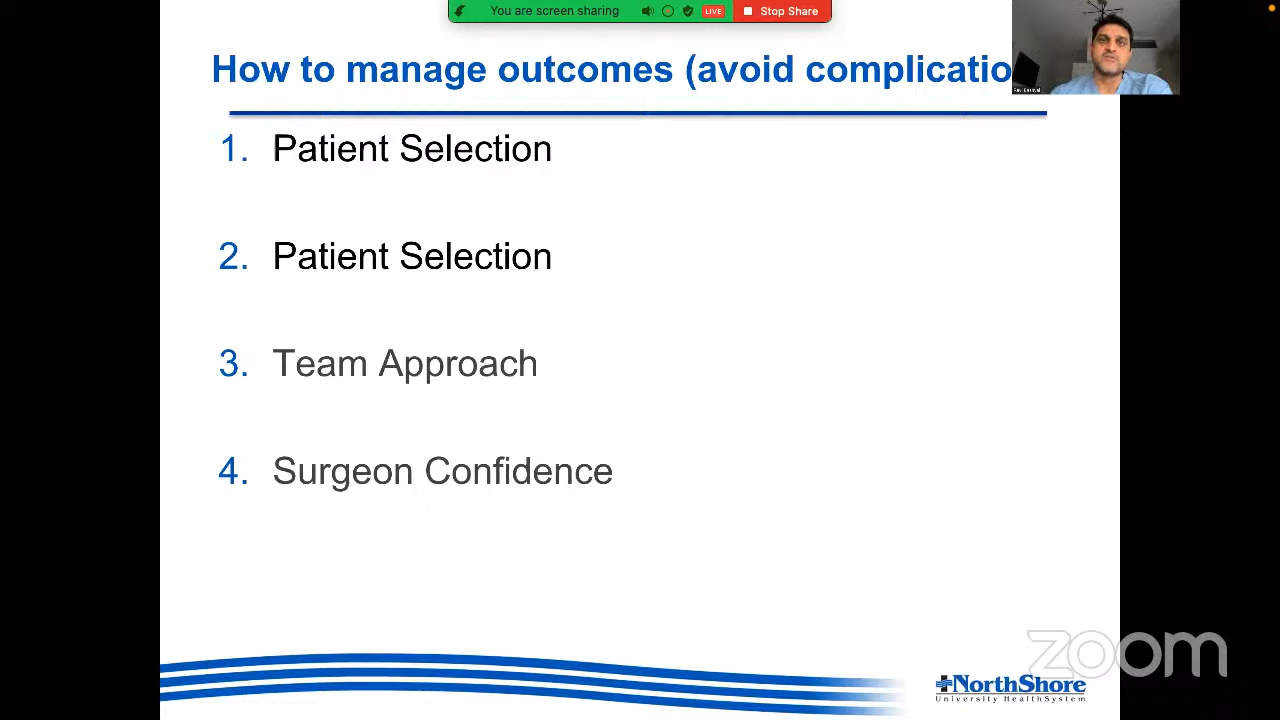 You are screen sharing
LIVE
Stop Share
How to manage outcomes (avoid complicatio
1. Patient Selection
2. Patient Selection
3. Team Approach
4. Surgeon Confidence
zoom
NorthShore
University HealthSystem